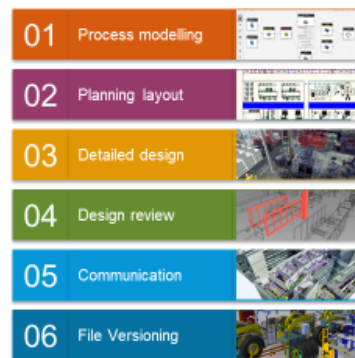 01 Process modelling
02 Planning layout
03 Detailed design
04 Design review
05 Communication
06 File Versioning